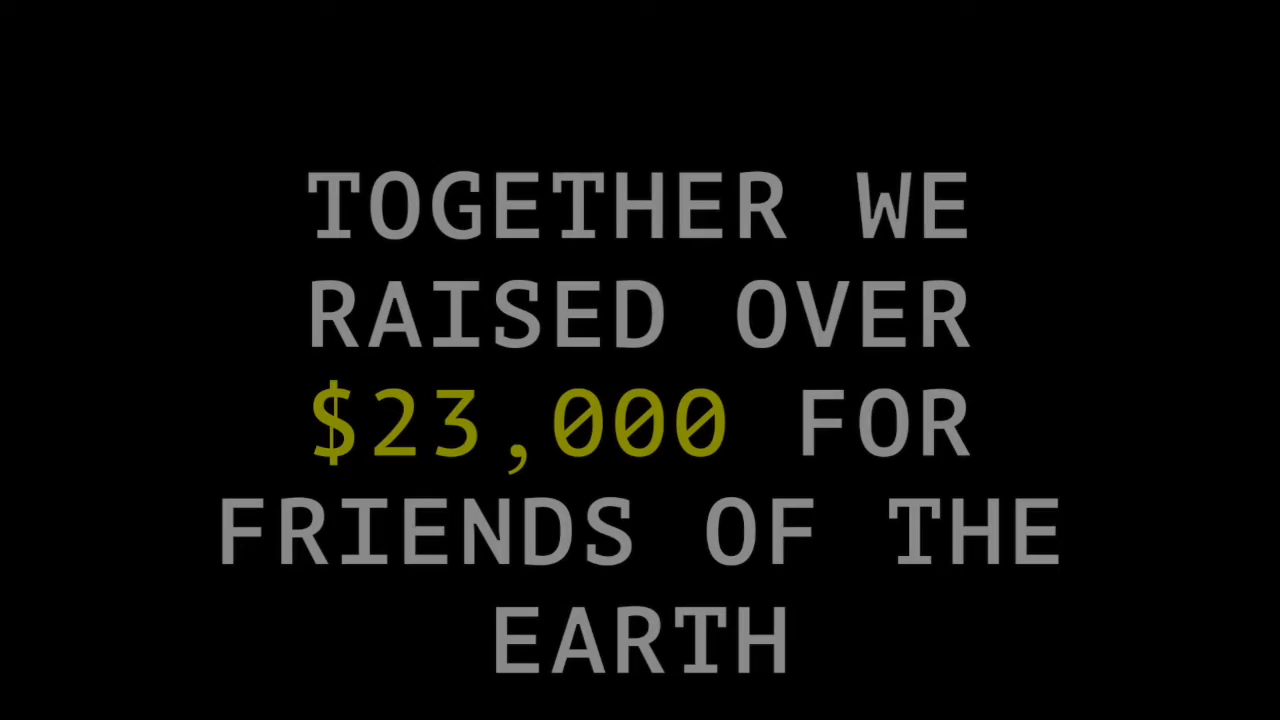 TOGETHER WE
RAISED OVER
$23,000 FOR
FRIENDS OF THE
EARTH